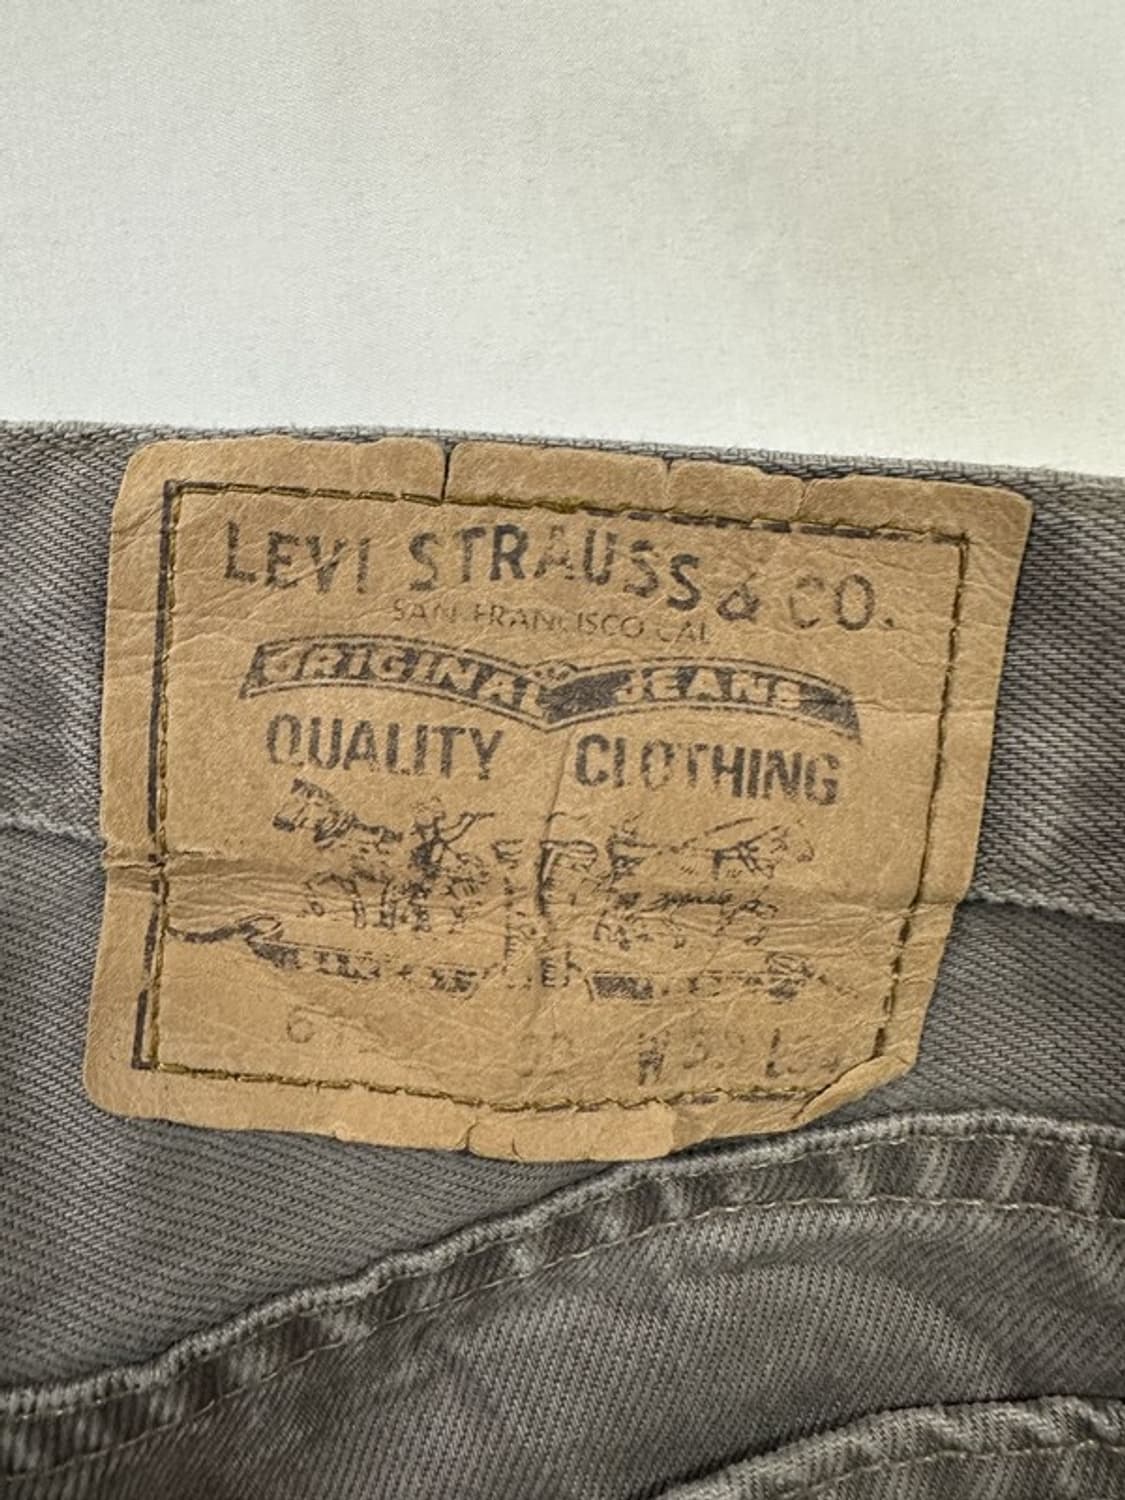 LEVI STRAUSS & CO.
SAN FRANCISCO CAL
ORIGINAL JEANS
QUALITY CLOTHING